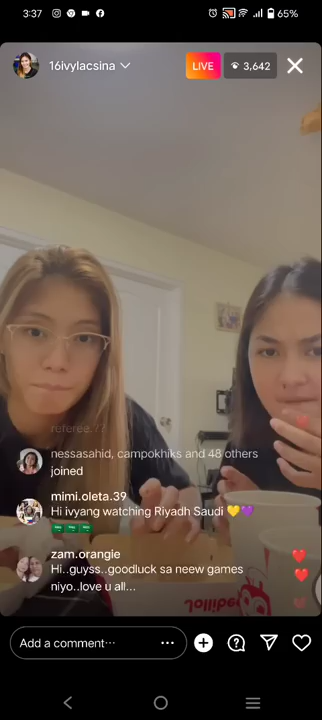 3:37
65%
16ivylacsina
LIVE
3,642
referee.??
nessasahid, campokhiks and 48 others
joined
mimi.oleta.39
Hi ivyang watching Riyadh Saudi 💛💜
🇸🇦🇸🇦🇸🇦
zam.orangie
Hi..guyss..goodluck sa neew games
niyo..love u all...
Jollibee
Add a comment...